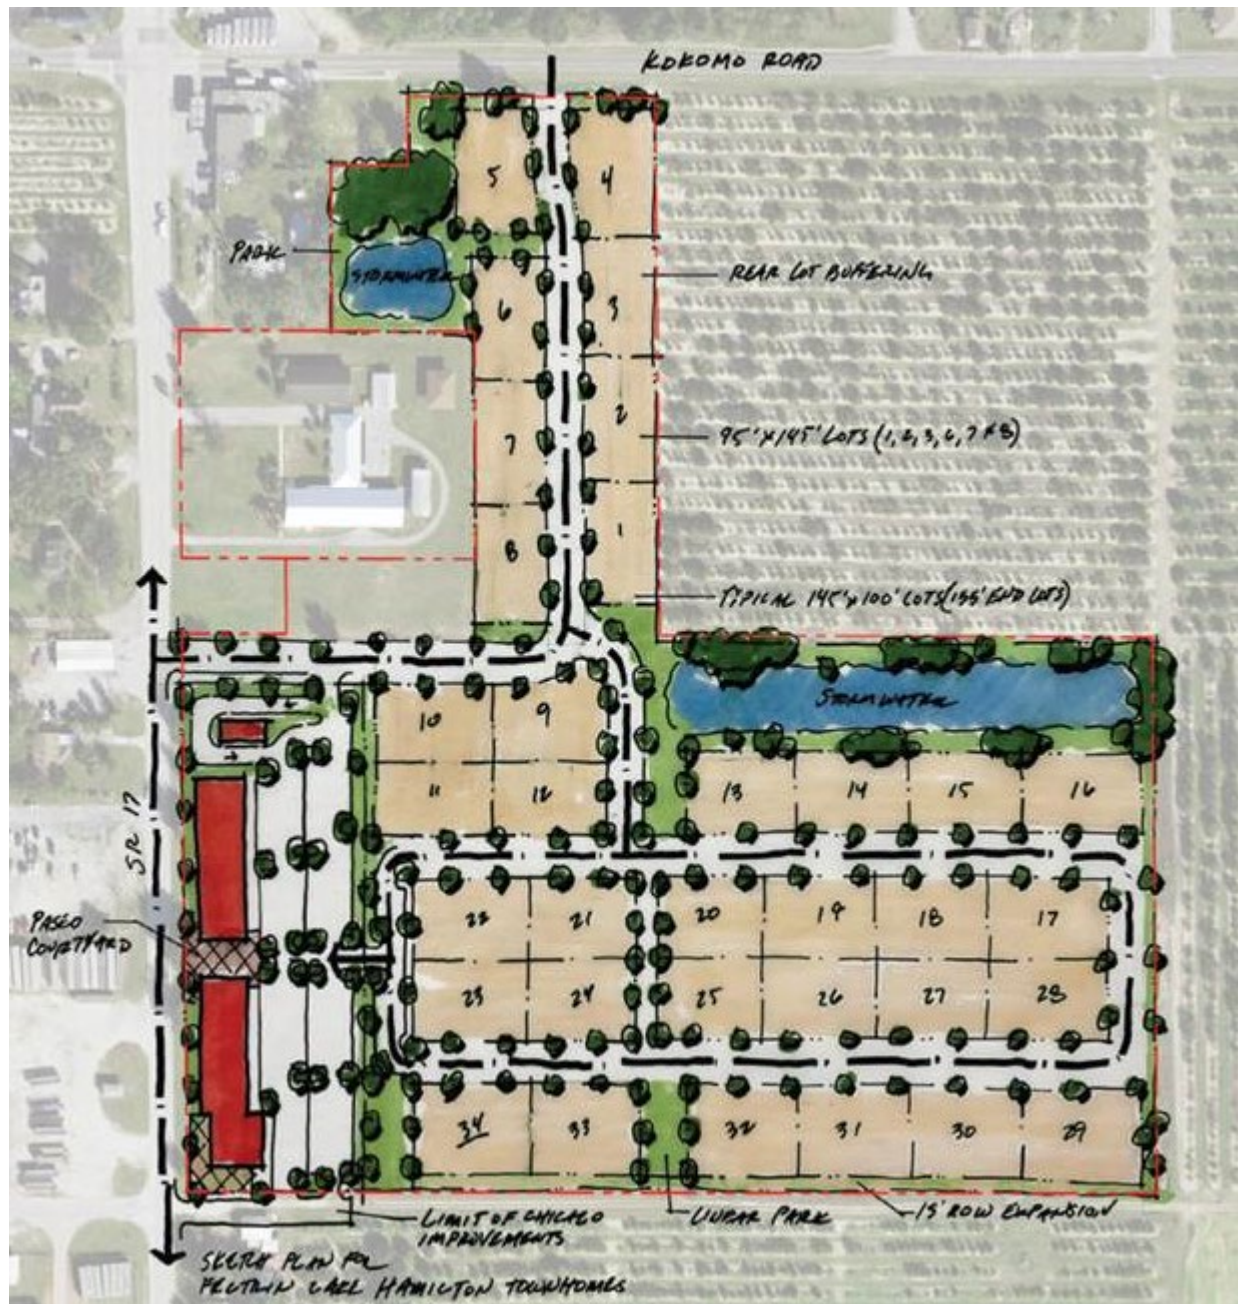 KOKOMO ROAD
5
4
PARK
STORMWATER
REAR LOT BUFFERING
6
3
2
7
95'X145' LOTS (1, 2, 3, 6, 7 & 8)
1
8
TYPICAL 145'X100' LOTS (155' END LOTS)
STORMWATER
10
9
11
12
13
14
15
16
SR 17
PASEO
COURTYARD
22
21
20
19
18
17
23
24
25
26
27
28
34
33
32
31
30
29
LIMIT OF CHICAGO
IMPROVEMENTS
LINEAR PARK
15' ROW EXPANSION
SKETCH PLAN FOR
HAMILTON TOWNHOMES